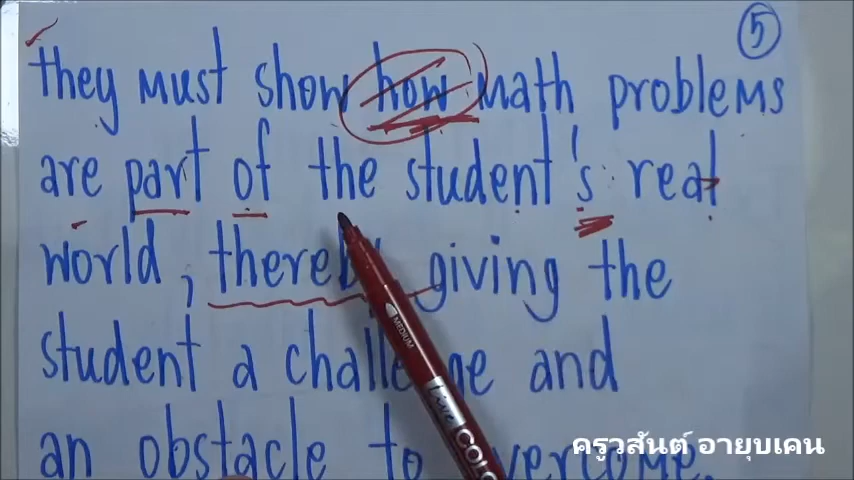 5
they must show how math problems
are part of the student's real
world, thereby giving the
student a challenge and
an obstacle to overcome.
MEDIUM
ครูวสันต์ อายุบเคน